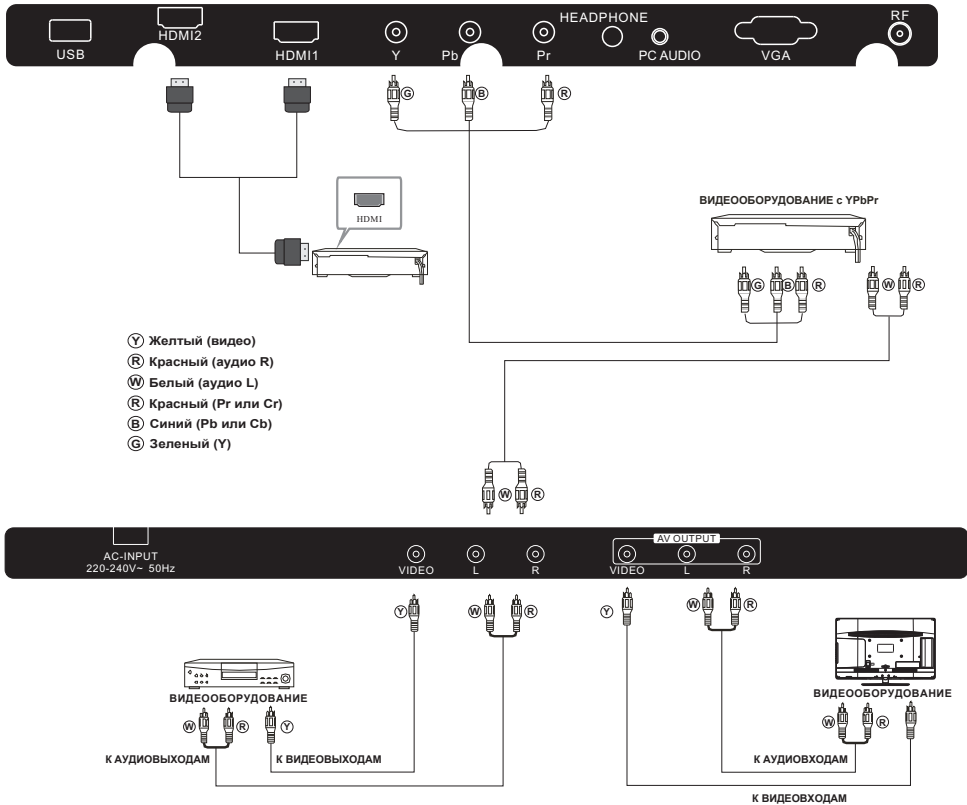 HEADPHONE
RF
HDMI2
USB
HDMI1
Y
Pb
Pr
PC AUDIO
VGA
G
B
R
HDMI
ВИДЕООБОРУДОВАНИЕ с YPbPr
G
B
R
W
R
Y Желтый (видео)
R Красный (аудио R)
W Белый (аудио L)
R Красный (Pr или Cr)
B Синий (Pb или Cb)
G Зеленый (Y)
W
R
AC-INPUT
220-240V~ 50Hz
VIDEO
L
R
AV OUTPUT
VIDEO
L
R
Y
W
R
Y
W
R
ВИДЕООБОРУДОВАНИЕ
ВИДЕООБОРУДОВАНИЕ
W
R
Y
W
R
К АУДИОВЫХОДАМ
К ВИДЕОВЫХОДАМ
К АУДИОВХОДАМ
К ВИДЕОВХОДАМ